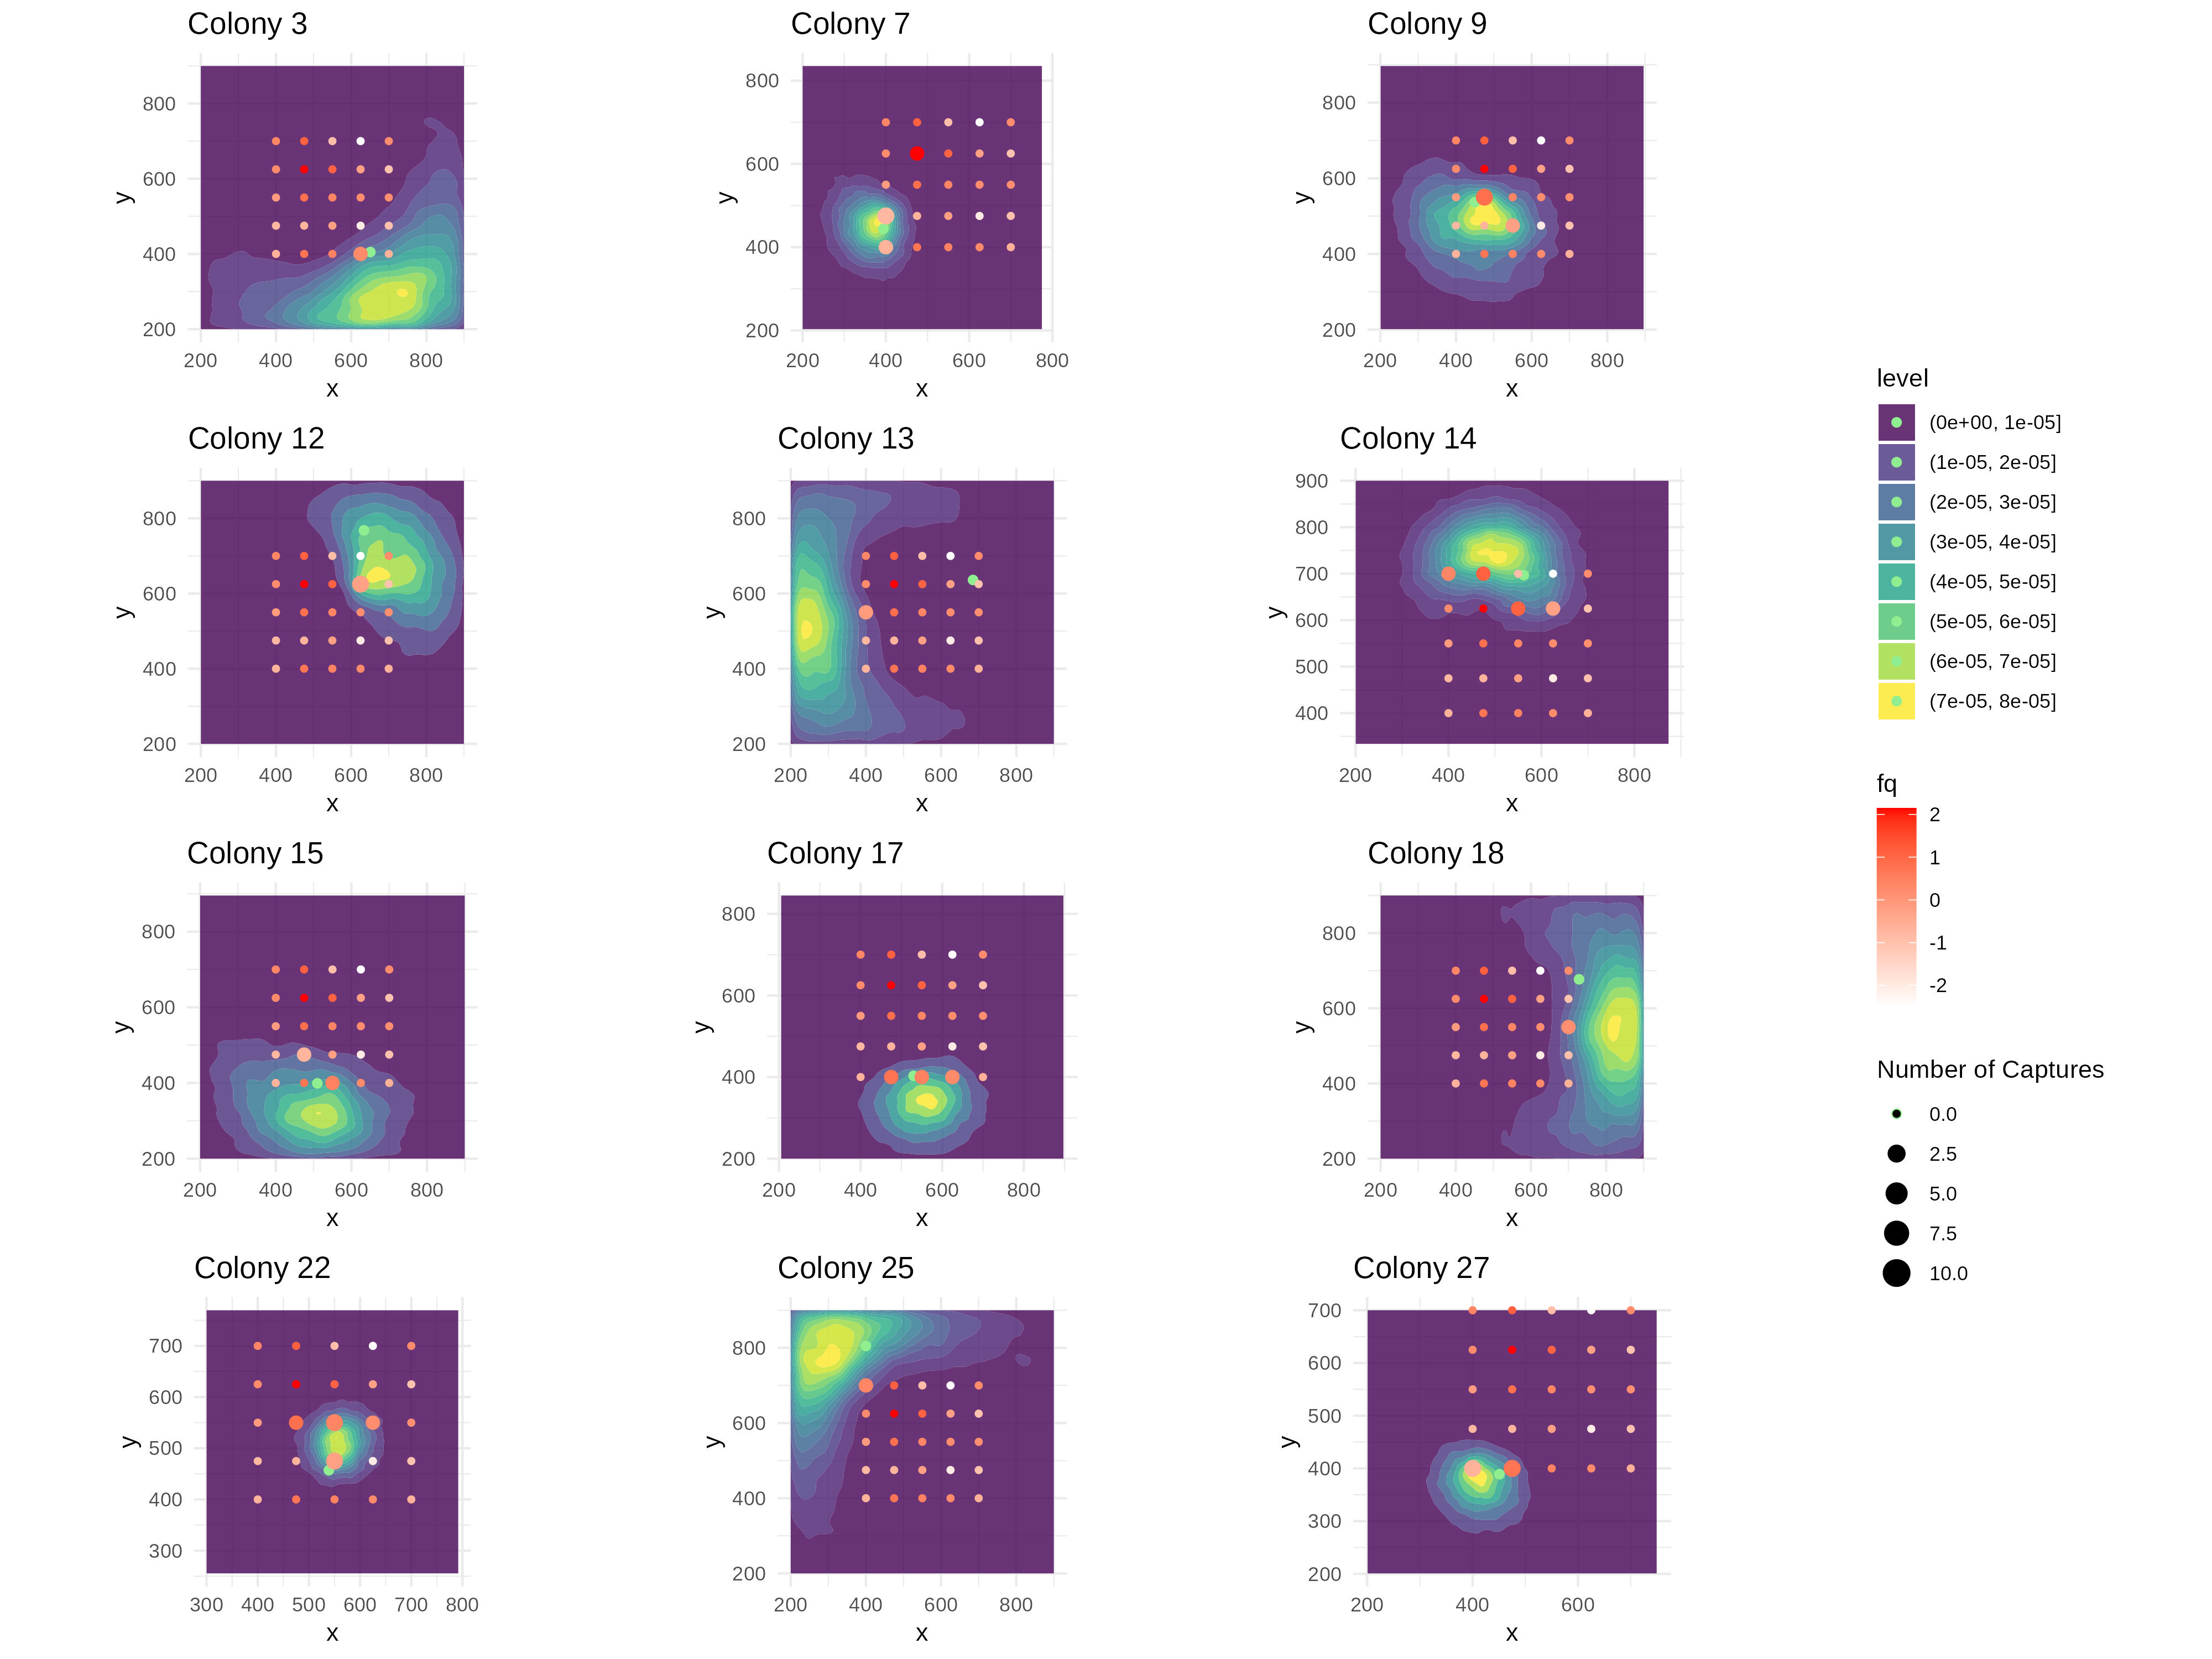 Colony 3
800
600
400
200
y
200 400 600 800
x
Colony 7
800
600
400
200
y
200 400 600 800
x
Colony 9
800
600
400
200
y
200 400 600 800
x
Colony 12
800
600
400
200
y
200 400 600 800
x
Colony 13
800
600
400
200
y
200 400 600 800
x
Colony 14
900
800
700
600
500
400
y
200 400 600 800
x
Colony 15
800
600
400
200
y
200 400 600 800
x
Colony 17
800
600
400
200
y
200 400 600 800
x
Colony 18
800
600
400
200
y
200 400 600 800
x
Colony 22
700
600
500
400
300
y
300 400 500 600 700 800
x
Colony 25
800
600
400
200
y
200 400 600 800
x
Colony 27
700
600
500
400
300
200
y
200 400 600
x
level
(0e+00, 1e-05]
(1e-05, 2e-05]
(2e-05, 3e-05]
(3e-05, 4e-05]
(4e-05, 5e-05]
(5e-05, 6e-05]
(6e-05, 7e-05]
(7e-05, 8e-05]
fq
2
1
0
-1
-2
Number of Captures
0.0
2.5
5.0
7.5
10.0